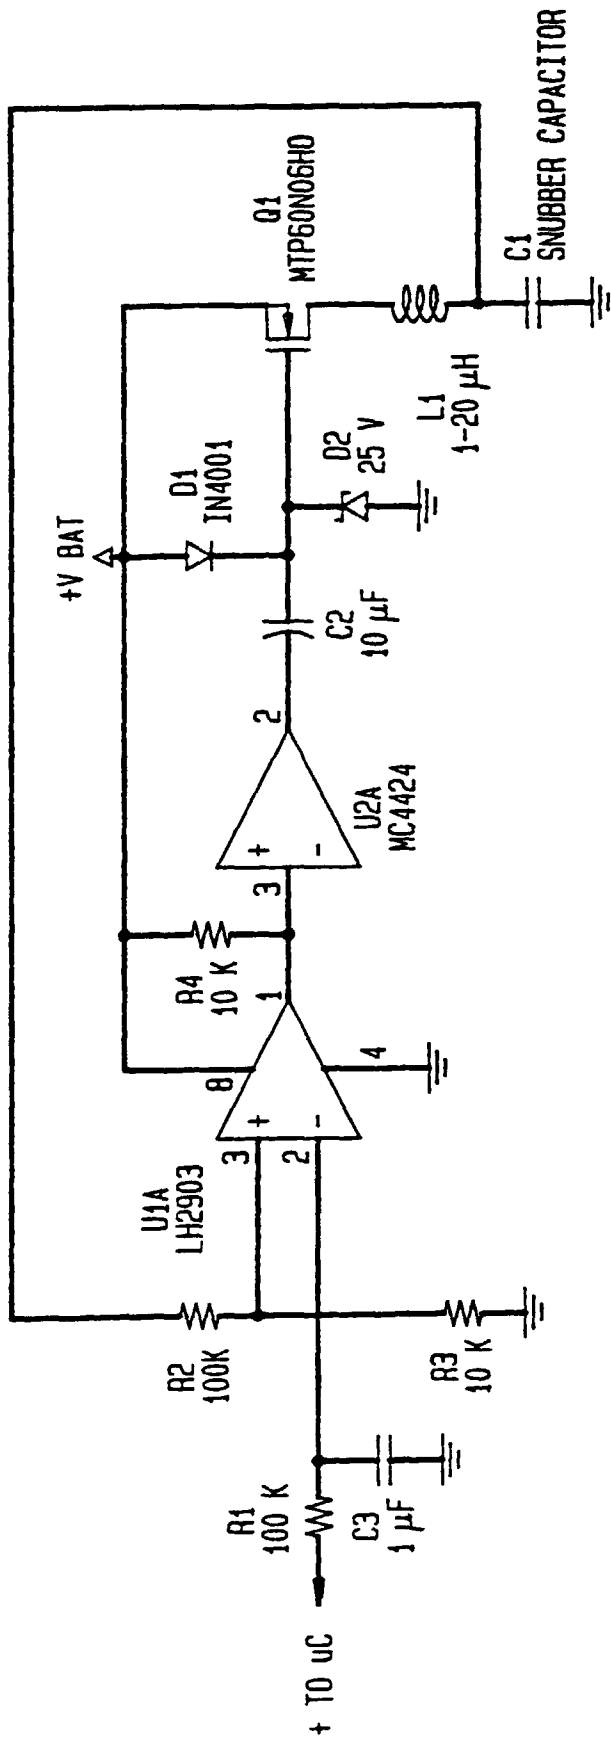 + TO uC
R1
100 K
C3
1 µF
R2
100K
R3
10 K
U1A
LH2903
3
2
+
-
8
4
1
R4
10 K
3
+
-
U2A
MC4424
2
C2
10 µF
+V BAT
D1
IN4001
D2
25 V
Q1
MTP60N06HD
L1
1-20 µH
C1
SNUBBER CAPACITOR